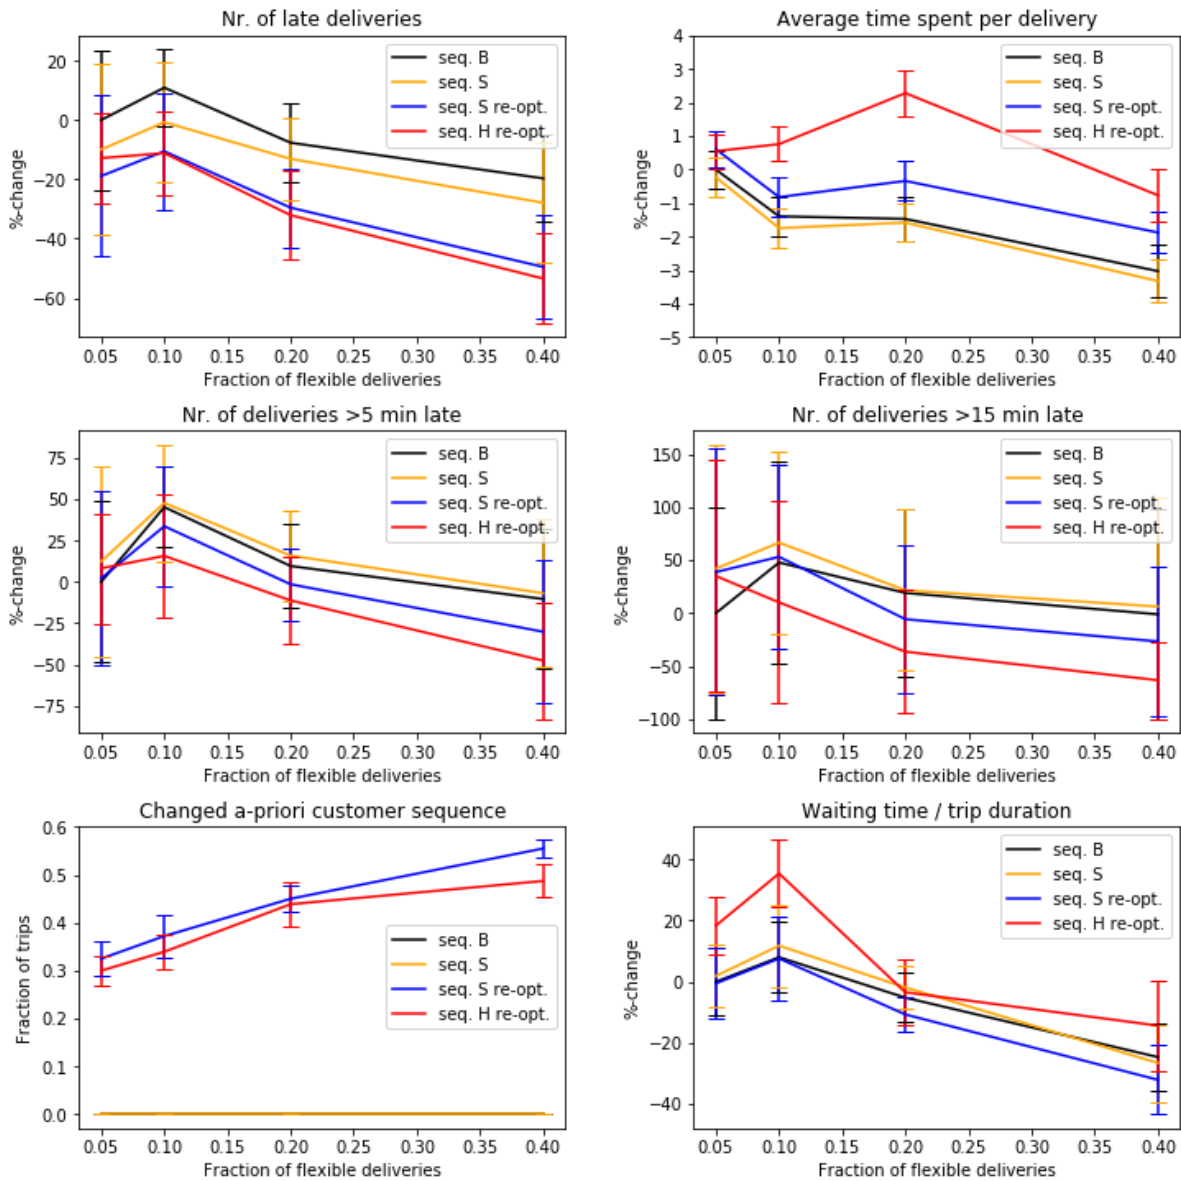 Nr. of late deliveries
20
0
−20
−40
−60
%-change
seq. B
seq. S
seq. S re-opt.
seq. H re-opt.
0.05 0.10 0.15 0.20 0.25 0.30 0.35 0.40
Fraction of flexible deliveries
Average time spent per delivery
4
3
2
1
0
−1
−2
−3
−4
−5
%-change
seq. B
seq. S
seq. S re-opt.
seq. H re-opt.
0.05 0.10 0.15 0.20 0.25 0.30 0.35 0.40
Fraction of flexible deliveries
Nr. of deliveries >5 min late
75
50
25
0
−25
−50
−75
%-change
seq. B
seq. S
seq. S re-opt.
seq. H re-opt.
0.05 0.10 0.15 0.20 0.25 0.30 0.35 0.40
Fraction of flexible deliveries
Nr. of deliveries >15 min late
150
100
50
0
−50
−100
%-change
seq. B
seq. S
seq. S re-opt.
seq. H re-opt.
0.05 0.10 0.15 0.20 0.25 0.30 0.35 0.40
Fraction of flexible deliveries
Changed a-priori customer sequence
0.6
0.5
0.4
0.3
0.2
0.1
0.0
Fraction of trips
seq. B
seq. S
seq. S re-opt.
seq. H re-opt.
0.05 0.10 0.15 0.20 0.25 0.30 0.35 0.40
Fraction of flexible deliveries
Waiting time / trip duration
40
20
0
−20
−40
%-change
seq. B
seq. S
seq. S re-opt.
seq. H re-opt.
0.05 0.10 0.15 0.20 0.25 0.30 0.35 0.40
Fraction of flexible deliveries